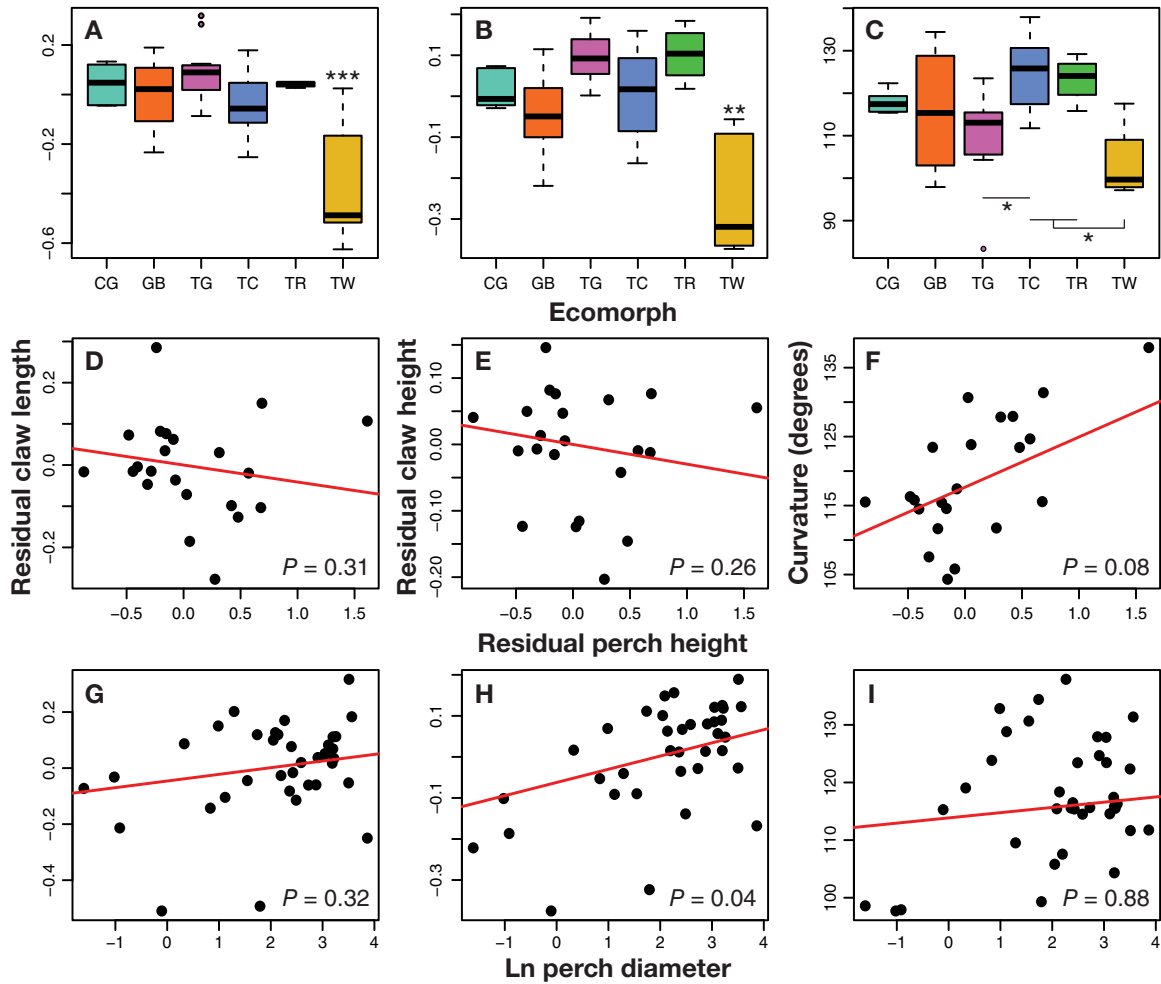 A
B
C
0.2
-0.2
-0.6
***
0.1
-0.1
-0.3
**
130
110
90
*
*
CG GB TG TC TR TW
CG GB TG TC TR TW
CG GB TG TC TR TW
Ecomorph
D
E
F
Residual claw length
0.2
0.0
-0.2
P = 0.31
-0.5 0.0 0.5 1.0 1.5
Residual claw height
0.10
0.00
-0.10
-0.20
P = 0.26
-0.5 0.0 0.5 1.0 1.5
Curvature (degrees)
135
125
115
105
P = 0.08
-0.5 0.0 0.5 1.0 1.5
Residual perch height
G
H
I
0.2
0.0
-0.2
-0.4
P = 0.32
-1 0 1 2 3 4
0.1
-0.1
-0.3
P = 0.04
-1 0 1 2 3 4
130
120
110
100
P = 0.88
-1 0 1 2 3 4
Ln perch diameter